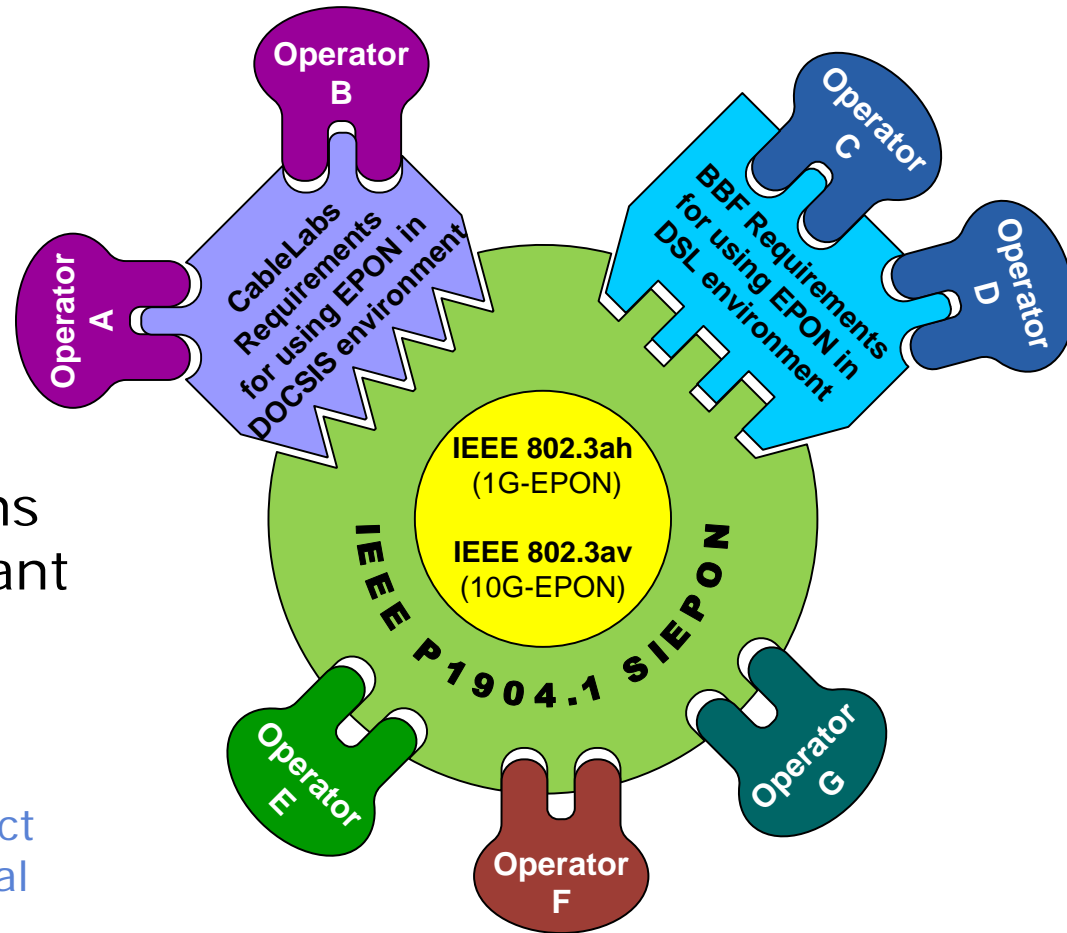 Operator
B
Operator
C
Operator
A
CableLabs
Requirements
for using EPON in
DOCSIS environment
BBF Requirements
for using EPON in
DSL environment
Operator
D
IEEE 802.3ah
(1G-EPON)
IEEE 802.3av
(10G-EPON)
IEEE P1904.1 SIEPON
ns
ant
Operator
E
Operator
F
Operator
G
ct
al